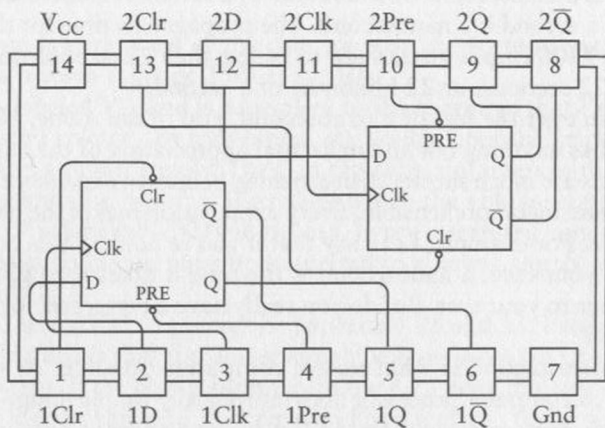 V_CC 2Clr 2D 2Clk 2Pre 2Q 2Q̅
14 13 12 11 10 9 8
PRE
D Q
Clk
Q̅
Clr
Clr
Q̅
Clk
D Q
PRE
1 2 3 4 5 6 7
1Clr 1D 1Clk 1Pre 1Q 1Q̅ Gnd